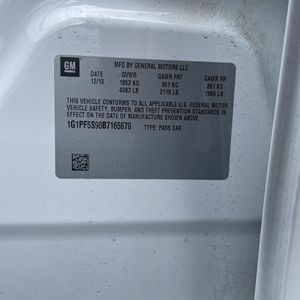 GM MFD BY GENERAL MOTORS LLC
DATE GVWR GAWR FRT GAWR RR
12/10 1852 KG 961 KG 891 KG
4083 LB 2118 LB 1965 LB
THIS VEHICLE CONFORMS TO ALL APPLICABLE U.S. FEDERAL MOTOR
VEHICLE SAFETY, BUMPER, AND THEFT PREVENTION STANDARDS IN
EFFECT ON THE DATE OF MANUFACTURE SHOWN ABOVE.
1G1PF5S90B7165670 TYPE: PASS CAR